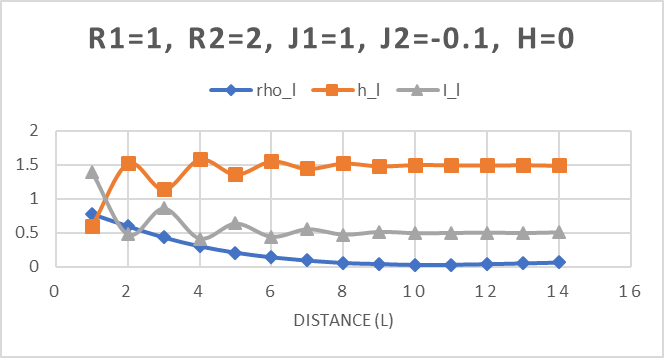 R1=1, R2=2, J1=1, J2=-0.1, H=0
rho_l h_l l_l
2
1.5
1
0.5
0
0 2 4 6 8 10 12 14 16
DISTANCE (L)